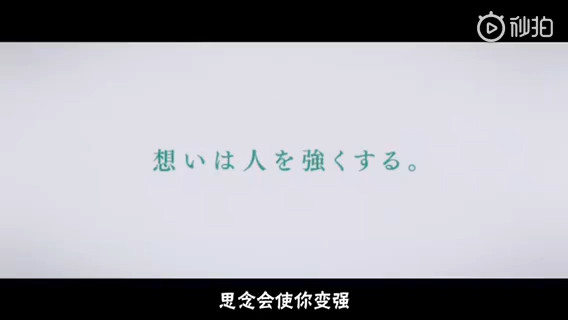 秒拍
想いは人を強くする。
思念会使你变强